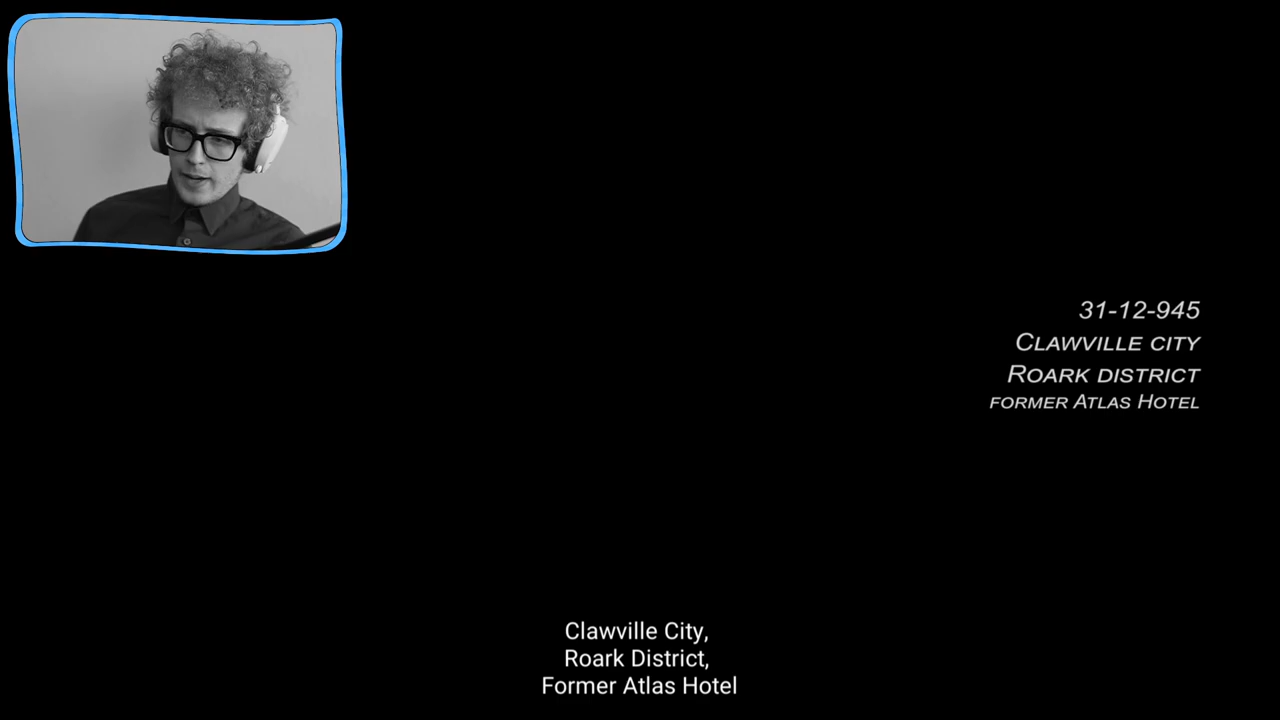 31-12-945
Clawville city
Roark district
former Atlas Hotel
Clawville City,
Roark District,
Former Atlas Hotel